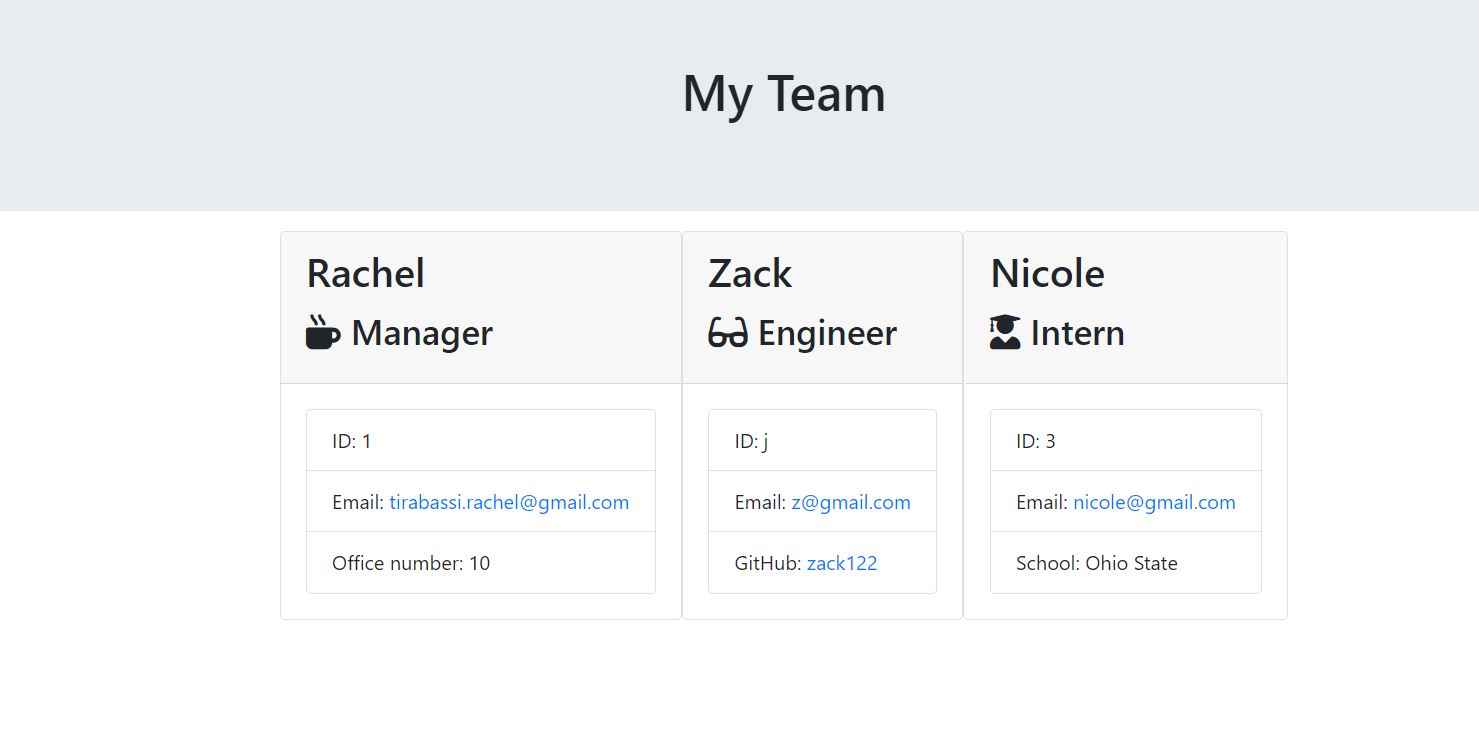 My Team
Rachel
Manager
ID: 1
Email: tirabassi.rachel@gmail.com
Office number: 10
Zack
Engineer
ID: j
Email: z@gmail.com
GitHub: zack122
Nicole
Intern
ID: 3
Email: nicole@gmail.com
School: Ohio State